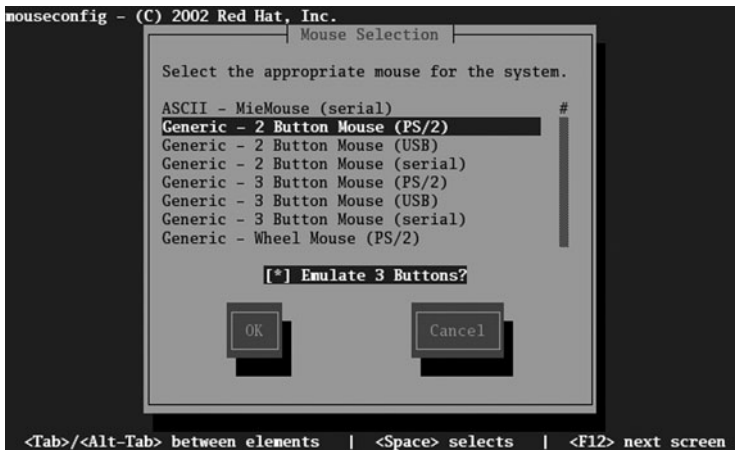 mouseconfig - (C) 2002 Red Hat, Inc.
Mouse Selection
Select the appropriate mouse for the system.
ASCII - MieMouse (serial) #
Generic - 2 Button Mouse (PS/2)
Generic - 2 Button Mouse (USB)
Generic - 2 Button Mouse (serial)
Generic - 3 Button Mouse (PS/2)
Generic - 3 Button Mouse (USB)
Generic - 3 Button Mouse (serial)
Generic - Wheel Mouse (PS/2)
[*] Emulate 3 Buttons?
OK Cancel
<Tab>/<Alt-Tab> between elements | <Space> selects | <F12> next screen